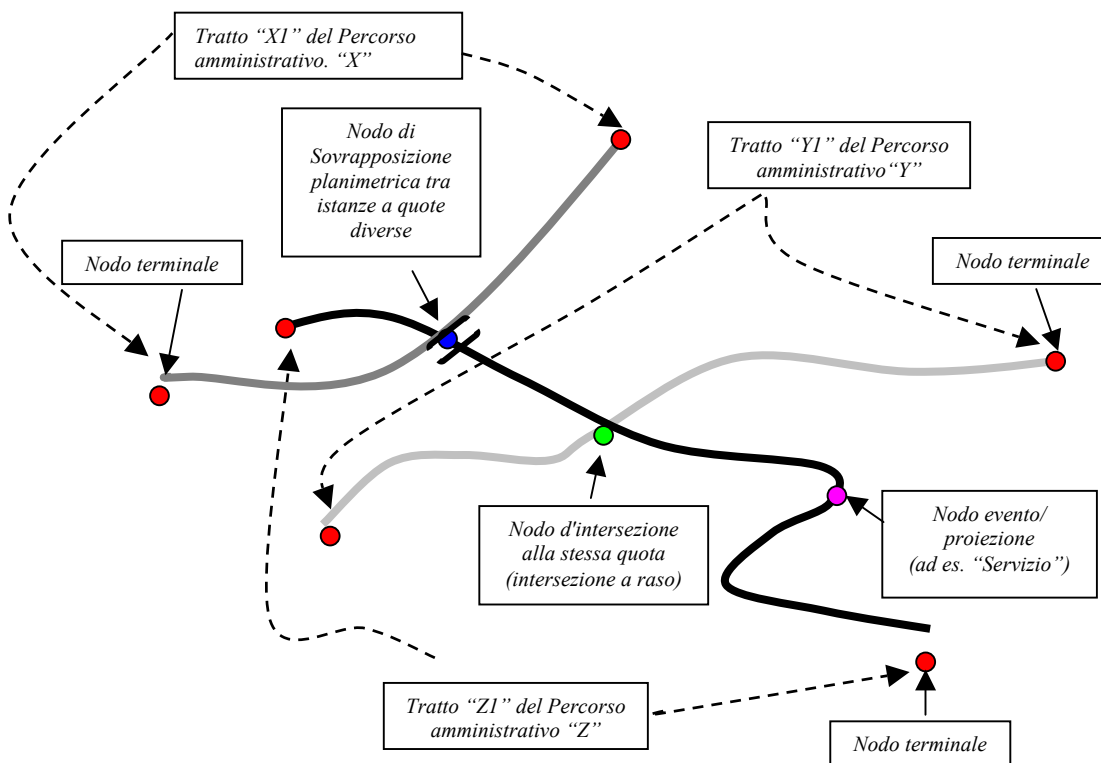 Tratto “X1” del Percorso
amministrativo. “X”
Nodo di
Sovrapposizione
planimetrica tra
istanze a quote
diverse
Tratto “Y1” del Percorso
amministrativo“Y”
Nodo terminale
Nodo terminale
Nodo d'intersezione
alla stessa quota
(intersezione a raso)
Nodo evento/
proiezione
(ad es. “Servizio”)
Tratto “Z1” del Percorso
amministrativo “Z”
Nodo terminale